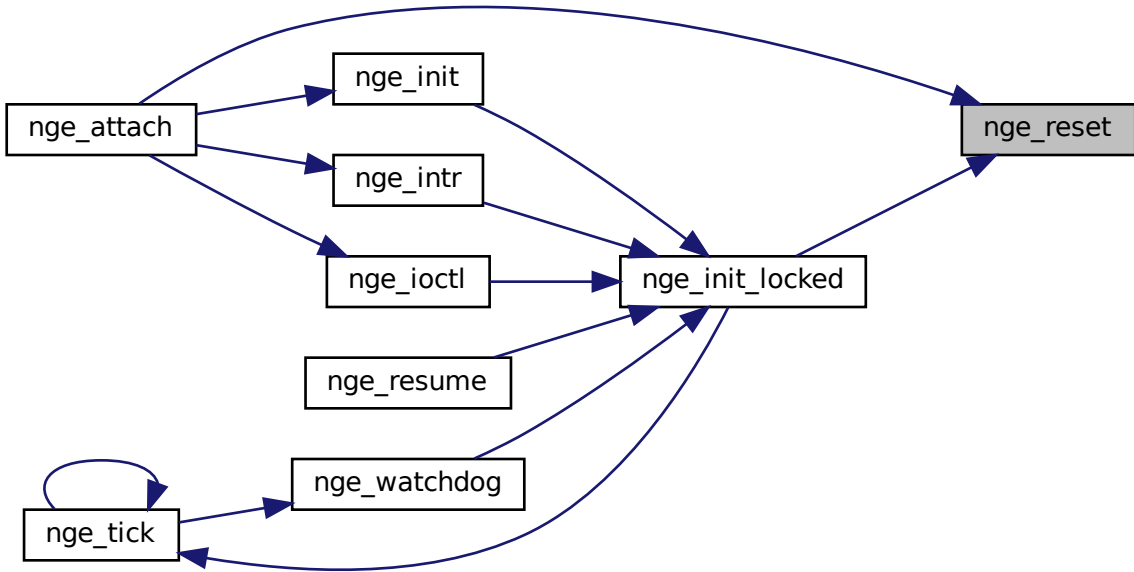 nge_init
nge_attach
nge_reset
nge_intr
nge_ioctl
nge_init_locked
nge_resume
nge_watchdog
nge_tick